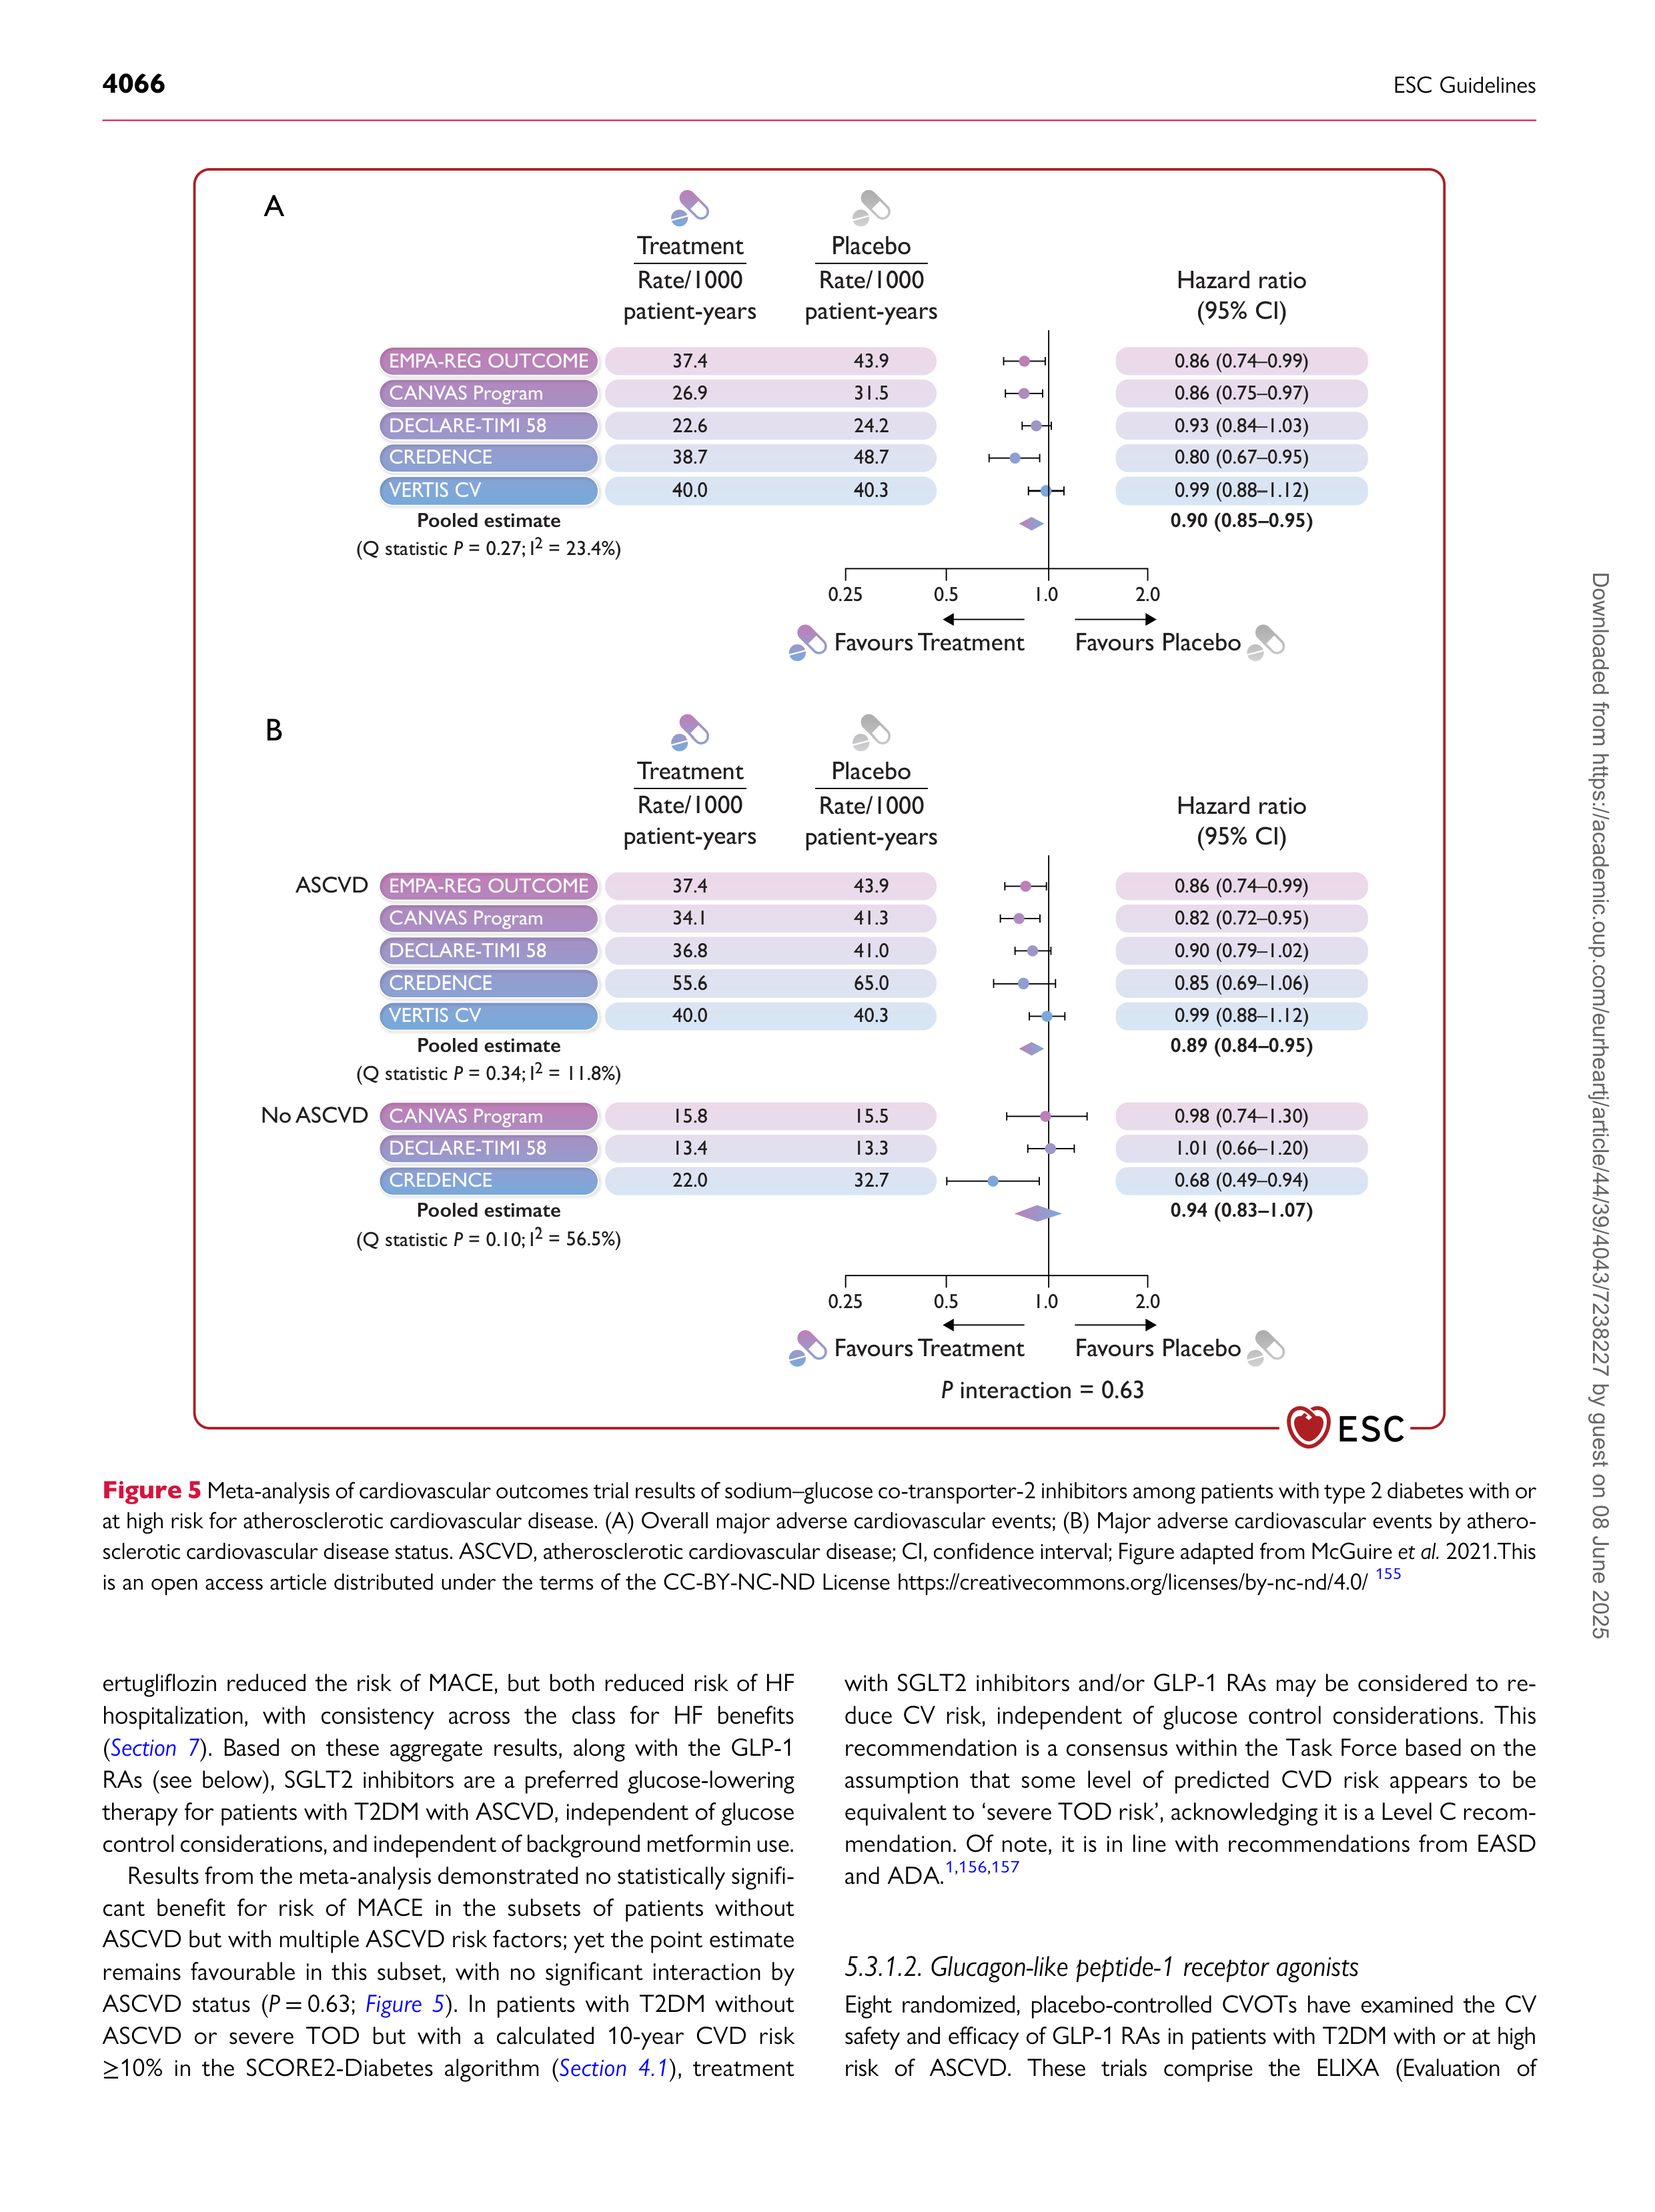 4066
ESC Guidelines
A
Treatment
Placebo
Rate/1000
Rate/1000
Hazard ratio
patient-years
patient-years
(95% CI)
EMPA-REG OUTCOME 37.4 43.9 0.86 (0.74–0.99)
CANVAS Program 26.9 31.5 0.86 (0.75–0.97)
DECLARE-TIMI 58 22.6 24.2 0.93 (0.84–1.03)
CREDENCE 38.7 48.7 0.80 (0.67–0.95)
VERTIS CV 40.0 40.3 0.99 (0.88–1.12)
Pooled estimate 0.90 (0.85–0.95)
(Q statistic P = 0.27; I² = 23.4%)
0.25 0.5 1.0 2.0
Favours Treatment Favours Placebo
B
Treatment
Placebo
Rate/1000
Rate/1000
Hazard ratio
patient-years
patient-years
(95% CI)
ASCVD EMPA-REG OUTCOME 37.4 43.9 0.86 (0.74–0.99)
CANVAS Program 34.1 41.3 0.82 (0.72–0.95)
DECLARE-TIMI 58 36.8 41.0 0.90 (0.79–1.02)
CREDENCE 55.6 65.0 0.85 (0.69–1.06)
VERTIS CV 40.0 40.3 0.99 (0.88–1.12)
Pooled estimate 0.89 (0.84–0.95)
(Q statistic P = 0.34; I² = 11.8%)
No ASCVD CANVAS Program 15.8 15.5 0.98 (0.74–1.30)
DECLARE-TIMI 58 13.4 13.3 1.01 (0.66–1.20)
CREDENCE 22.0 32.7 0.68 (0.49–0.94)
Pooled estimate 0.94 (0.83–1.07)
(Q statistic P = 0.10; I² = 56.5%)
0.25 0.5 1.0 2.0
Favours Treatment Favours Placebo
P interaction = 0.63
ESC
Figure 5 Meta-analysis of cardiovascular outcomes trial results of sodium–glucose co-transporter-2 inhibitors among patients with type 2 diabetes with or
at high risk for atherosclerotic cardiovascular disease. (A) Overall major adverse cardiovascular events; (B) Major adverse cardiovascular events by athero-
sclerotic cardiovascular disease status. ASCVD, atherosclerotic cardiovascular disease; CI, confidence interval; Figure adapted from McGuire et al. 2021.This
is an open access article distributed under the terms of the CC-BY-NC-ND License https://creativecommons.org/licenses/by-nc-nd/4.0/ 155
ertugliflozin reduced the risk of MACE, but both reduced risk of HF
hospitalization, with consistency across the class for HF benefits
(Section 7). Based on these aggregate results, along with the GLP-1
RAs (see below), SGLT2 inhibitors are a preferred glucose-lowering
therapy for patients with T2DM with ASCVD, independent of glucose
control considerations, and independent of background metformin use.
Results from the meta-analysis demonstrated no statistically signifi-
cant benefit for risk of MACE in the subsets of patients without
ASCVD but with multiple ASCVD risk factors; yet the point estimate
remains favourable in this subset, with no significant interaction by
ASCVD status (P = 0.63; Figure 5). In patients with T2DM without
ASCVD or severe TOD but with a calculated 10-year CVD risk
≥10% in the SCORE2-Diabetes algorithm (Section 4.1), treatment
with SGLT2 inhibitors and/or GLP-1 RAs may be considered to re-
duce CV risk, independent of glucose control considerations. This
recommendation is a consensus within the Task Force based on the
assumption that some level of predicted CVD risk appears to be
equivalent to ‘severe TOD risk’, acknowledging it is a Level C recom-
mendation. Of note, it is in line with recommendations from EASD
and ADA.1,156,157
5.3.1.2. Glucagon-like peptide-1 receptor agonists
Eight randomized, placebo-controlled CVOTs have examined the CV
safety and efficacy of GLP-1 RAs in patients with T2DM with or at high
risk of ASCVD. These trials comprise the ELIXA (Evaluation of
Downloaded from https://academic.oup.com/eurheartj/article/44/39/4043/7238227 by guest on 08 June 2025